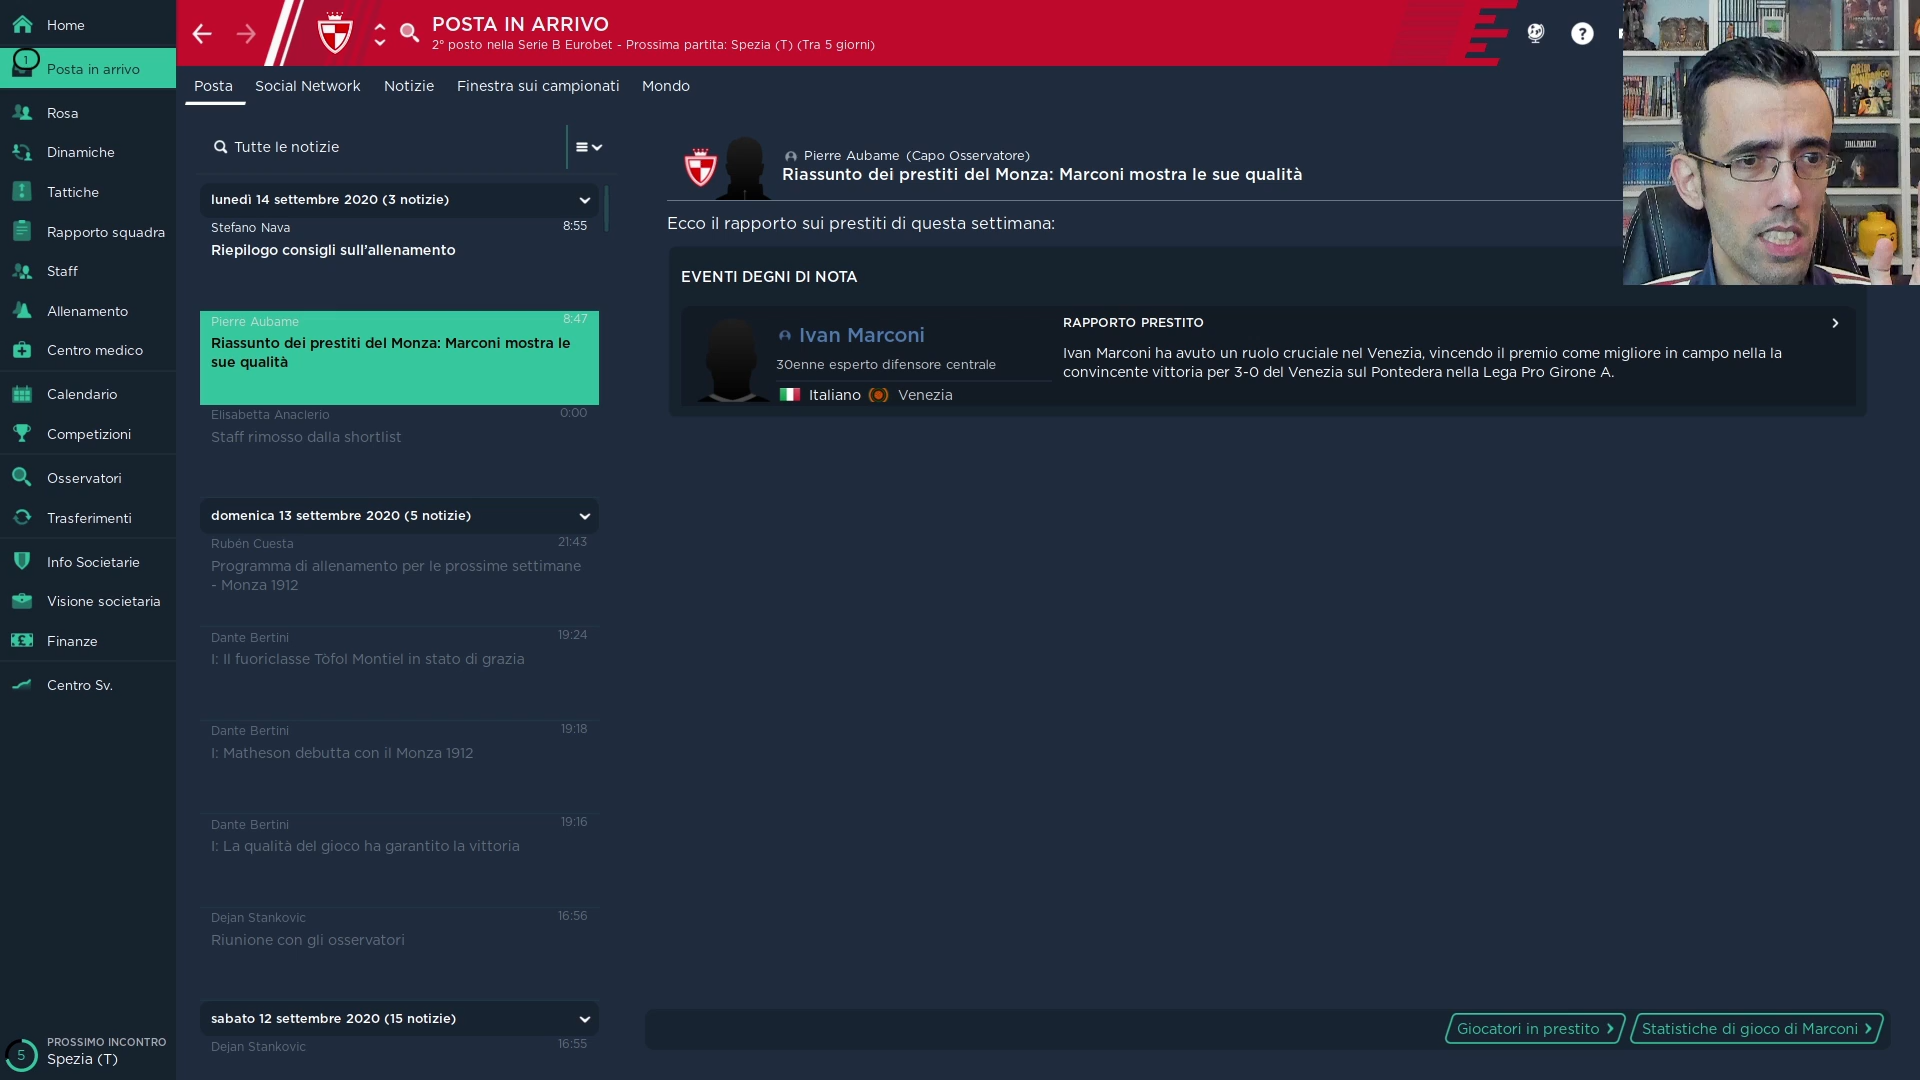 Home
1
Posta in arrivo
Rosa
Dinamiche
Tattiche
Rapporto squadra
Staff
Allenamento
Centro medico
Calendario
Competizioni
Osservatori
Trasferimenti
Info Societarie
Visione societaria
Finanze
Centro Sv.
5
PROSSIMO INCONTRO
Spezia (T)
POSTA IN ARRIVO
2° posto nella Serie B Eurobet - Prossima partita: Spezia (T) (Tra 5 giorni)
?
Posta
Social Network
Notizie
Finestra sui campionati
Mondo
Tutte le notizie
lunedì 14 settembre 2020 (3 notizie)
Stefano Nava 8:55
Riepilogo consigli sull'allenamento
Pierre Aubame 8:47
Riassunto dei prestiti del Monza: Marconi mostra le
sue qualità
Elisabetta Anaclerio 0:00
Staff rimosso dalla shortlist
domenica 13 settembre 2020 (5 notizie)
Rubén Cuesta 21:43
Programma di allenamento per le prossime settimane
- Monza 1912
Dante Bertini 19:24
I: Il fuoriclasse Tòfol Montiel in stato di grazia
Dante Bertini 19:18
I: Matheson debutta con il Monza 1912
Dante Bertini 19:16
I: La qualità del gioco ha garantito la vittoria
Dejan Stankovic 16:56
Riunione con gli osservatori
sabato 12 settembre 2020 (15 notizie)
Dejan Stankovic 16:55
Pierre Aubame (Capo Osservatore)
Riassunto dei prestiti del Monza: Marconi mostra le sue qualità
Ecco il rapporto sui prestiti di questa settimana:
EVENTI DEGNI DI NOTA
Ivan Marconi
30enne esperto difensore centrale
Italiano Venezia
RAPPORTO PRESTITO
Ivan Marconi ha avuto un ruolo cruciale nel Venezia, vincendo il premio come migliore in campo nella la
convincente vittoria per 3-0 del Venezia sul Pontedera nella Lega Pro Girone A.
Giocatori in prestito
Statistiche di gioco di Marconi
GRIM
FANDANGO